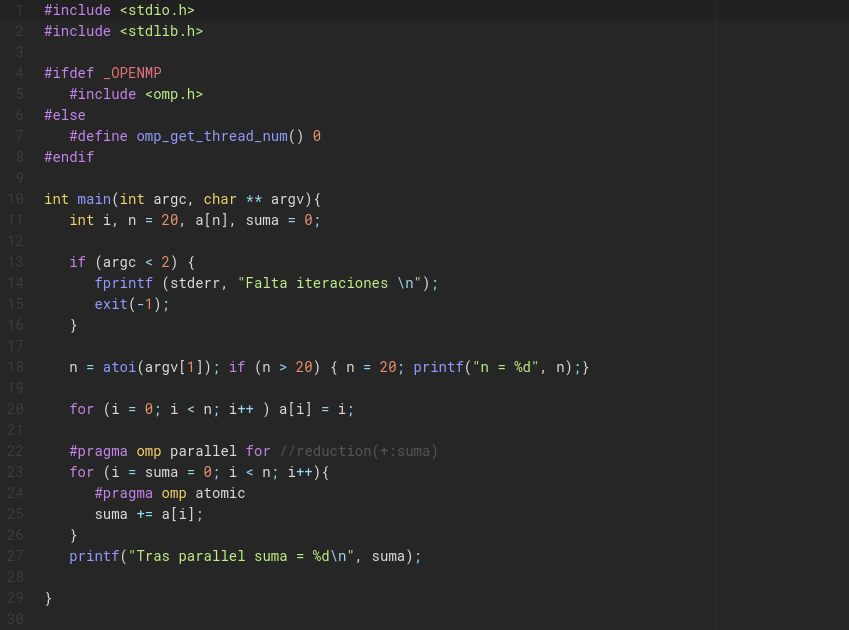 1 #include <stdio.h>
2 #include <stdlib.h>
3
4 #ifdef _OPENMP
5    #include <omp.h>
6 #else
7    #define omp_get_thread_num() 0
8 #endif
9
10 int main(int argc, char ** argv){
11    int i, n = 20, a[n], suma = 0;
12
13    if (argc < 2) {
14       fprintf (stderr, "Falta iteraciones \n");
15       exit(-1);
16    }
17
18    n = atoi(argv[1]); if (n > 20) { n = 20; printf("n = %d", n);}
19
20    for (i = 0; i < n; i++ ) a[i] = i;
21
22    #pragma omp parallel for //reduction(+:suma)
23    for (i = suma = 0; i < n; i++){
24       #pragma omp atomic
25       suma += a[i];
26    }
27    printf("Tras parallel suma = %d\n", suma);
28
29 }
30